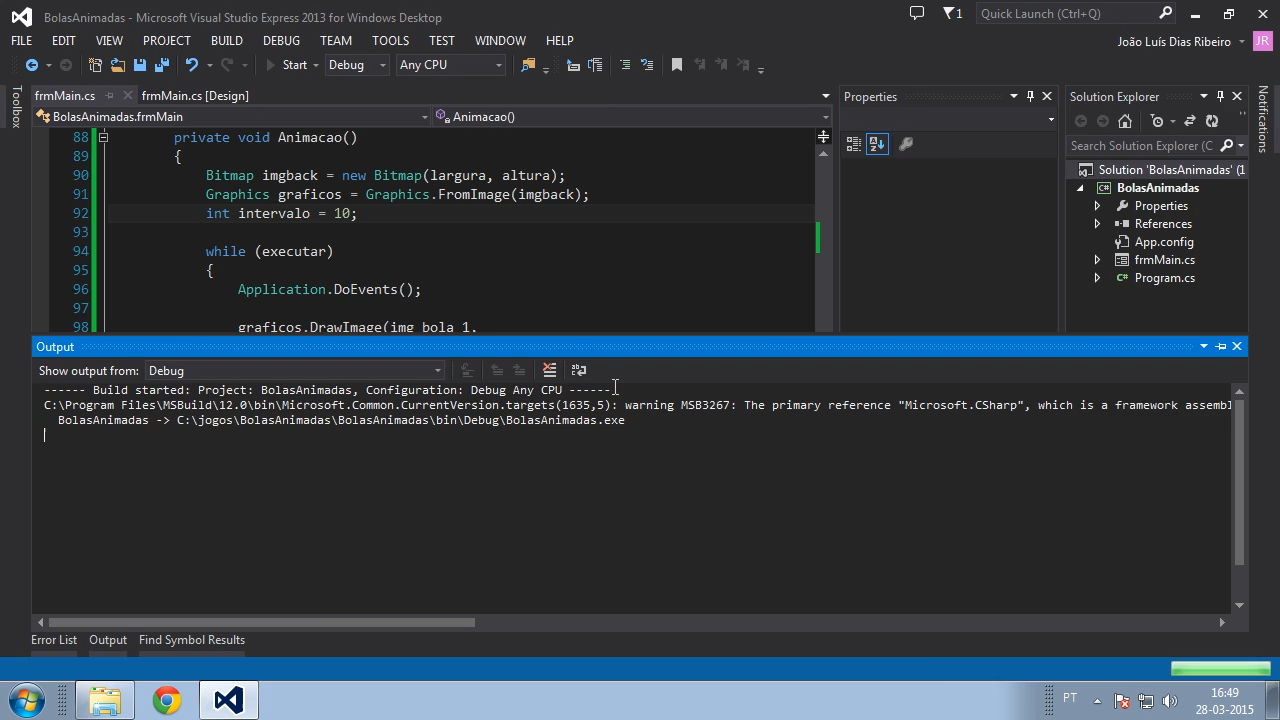 BolasAnimadas - Microsoft Visual Studio Express 2013 for Windows Desktop
1
Quick Launch (Ctrl+Q)
FILE EDIT VIEW PROJECT BUILD DEBUG TEAM TOOLS TEST WINDOW HELP
João Luís Dias Ribeiro
JR
Start
Debug
Any CPU
Toolbox
frmMain.cs
frmMain.cs [Design]
BolasAnimadas.frmMain
Animacao()
88 private void Animacao()
89 {
90 Bitmap imgback = new Bitmap(largura, altura);
91 Graphics graficos = Graphics.FromImage(imgback);
92 int intervalo = 10;
93
94 while (executar)
95 {
96 Application.DoEvents();
97
98 graficos.DrawImage(img_bola_1,
Properties
Solution Explorer
Search Solution Explorer (C
Solution 'BolasAnimadas' (1
BolasAnimadas
Properties
References
App.config
frmMain.cs
Program.cs
Notifications
Output
Show output from: Debug
------ Build started: Project: BolasAnimadas, Configuration: Debug Any CPU ------
C:\Program Files\MSBuild\12.0\bin\Microsoft.Common.CurrentVersion.targets(1635,5): warning MSB3267: The primary reference "Microsoft.CSharp", which is a framework assembl
BolasAnimadas -> C:\jogos\BolasAnimadas\BolasAnimadas\bin\Debug\BolasAnimadas.exe
Error List Output Find Symbol Results
PT
16:49
28-03-2015